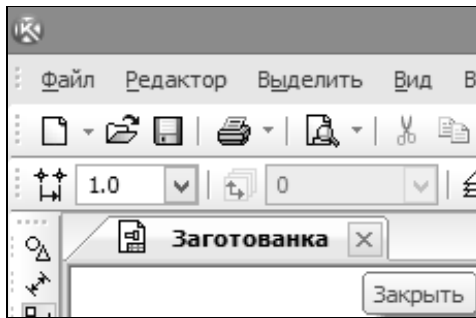 Файл Редактор Выделить Вид В
1.0 0
Заготованка
Закрыть